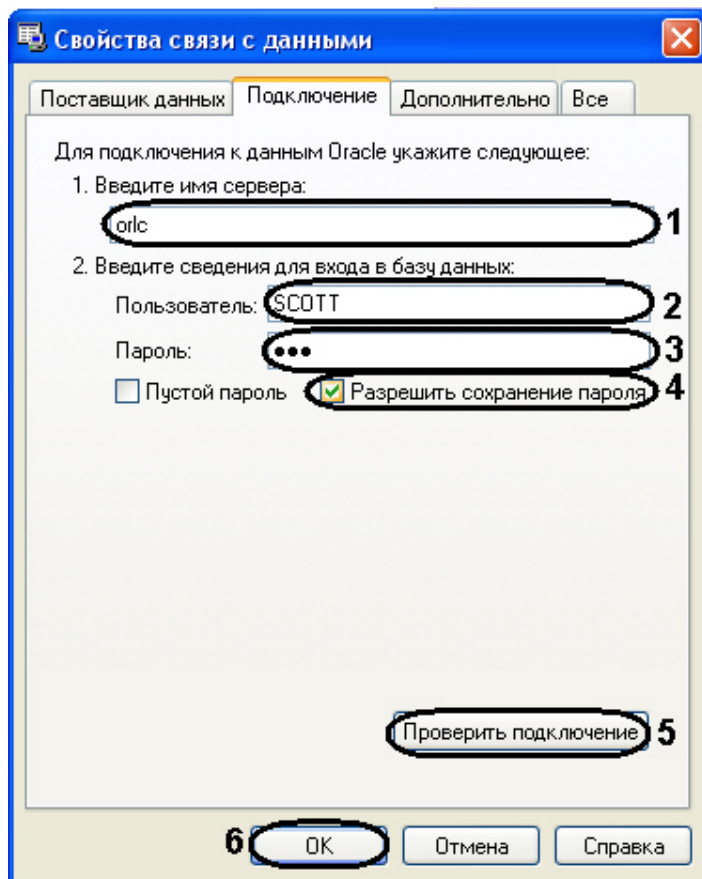 Свойства связи с данными
Поставщик данных Подключение Дополнительно Все
Для подключения к данным Oracle укажите следующее:
1. Введите имя сервера:
orlc 1
2. Введите сведения для входа в базу данных:
Пользователь: SCOTT 2
Пароль: ●●● 3
Пустой пароль Разрешить сохранение пароля 4
Проверить подключение 5
6 ОК Отмена Справка